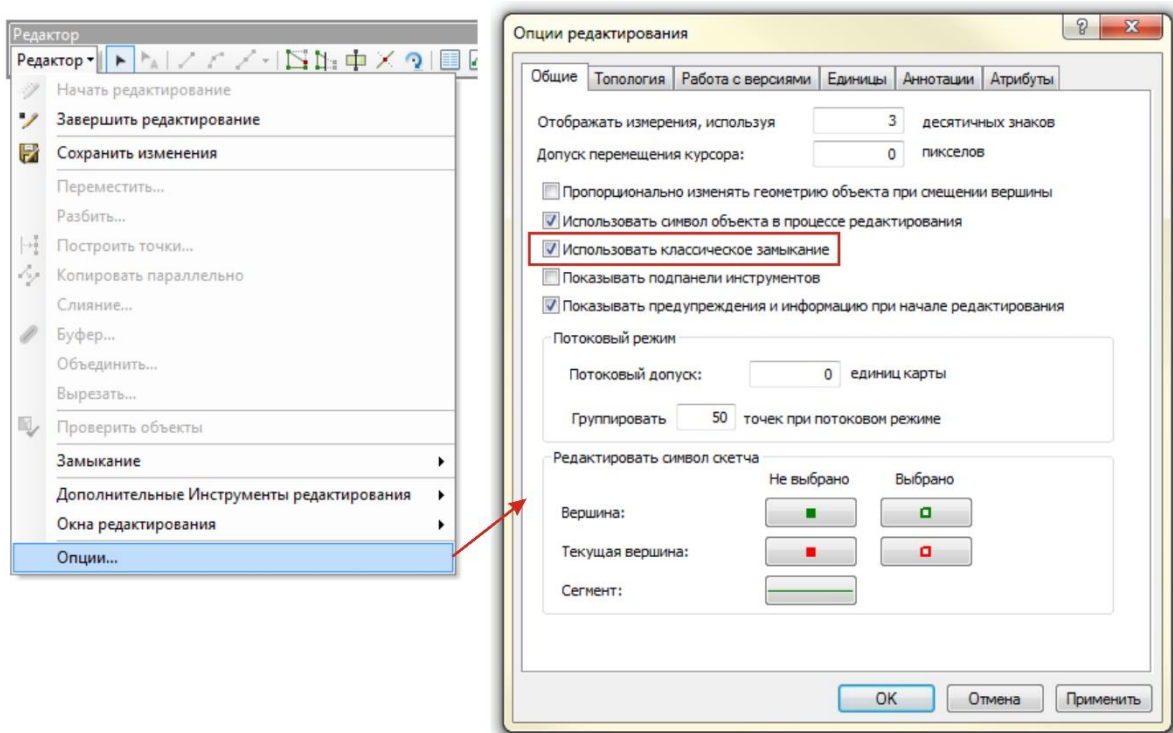 Редактор
Редактор
Начать редактирование
Завершить редактирование
Сохранить изменения
Переместить...
Разбить...
Построить точки...
Копировать параллельно
Слияние...
Буфер...
Объединить...
Вырезать...
Проверить объекты
Замыкание
Дополнительные Инструменты редактирования
Окна редактирования
Опции...
Опции редактирования
Общие Топология Работа с версиями Единицы Аннотации Атрибуты
Отображать измерения, используя 3 десятичных знаков
Допуск перемещения курсора: 0 пикселов
Пропорционально изменять геометрию объекта при смещении вершины
Использовать символ объекта в процессе редактирования
Использовать классическое замыкание
Показывать подпанели инструментов
Показывать предупреждения и информацию при начале редактирования
Потоковый режим
Потоковый допуск: 0 единиц карты
Группировать 50 точек при потоковом режиме
Редактировать символ скетча
Не выбрано Выбрано
Вершина:
Текущая вершина:
Сегмент:
OK Отмена Применить